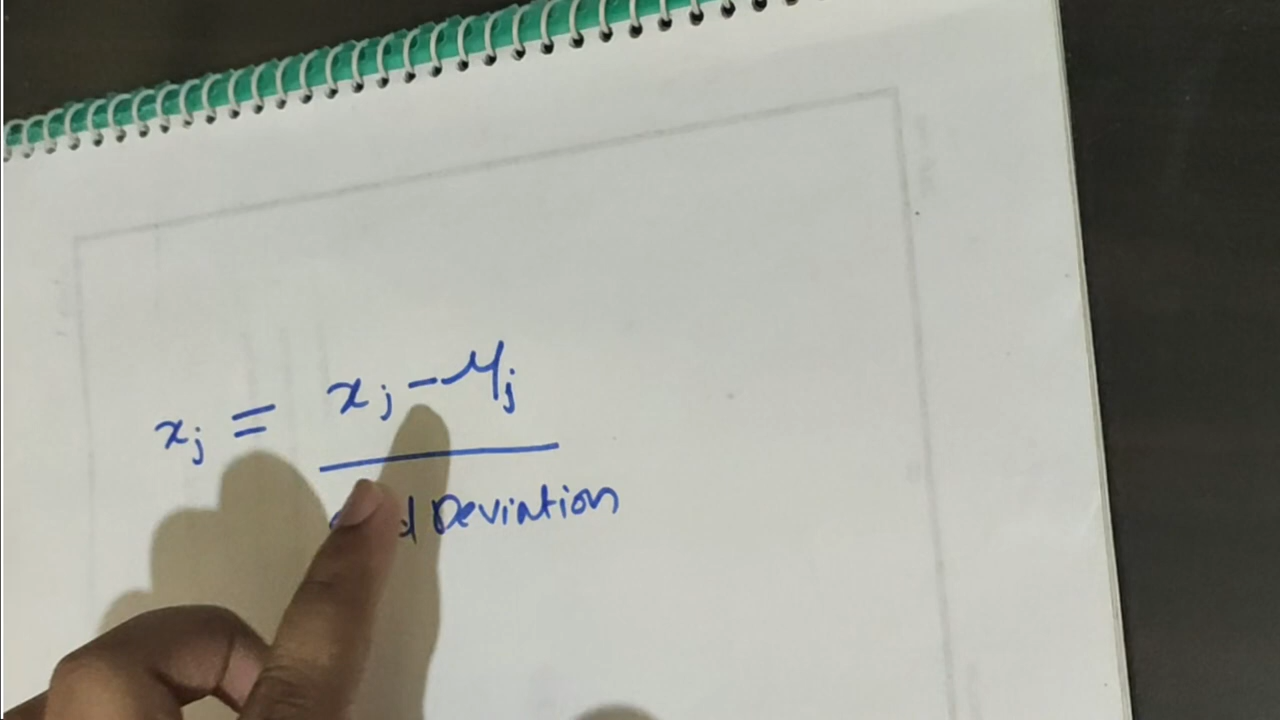 xj = xj - μj
Deviation